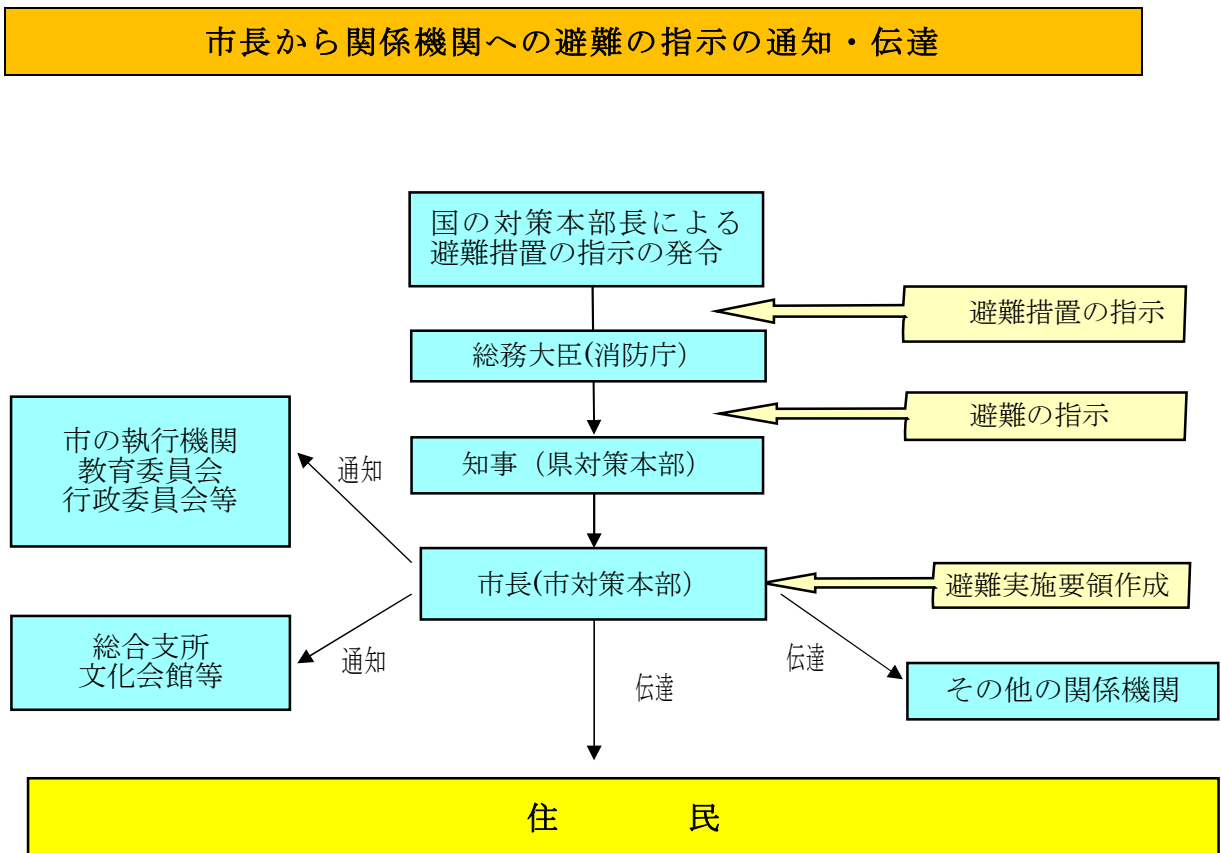 市長から関係機関への避難の指示の通知・伝達
国の対策本部長による
避難措置の指示の発令
避難措置の指示
総務大臣(消防庁）
避難の指示
市の執行機関
教育委員会
行政委員会等
通知
知事（県対策本部）
市長(市対策本部）
避難実施要領作成
総合支所
文化会館等
通知
伝達
伝達
その他の関係機関
住　民